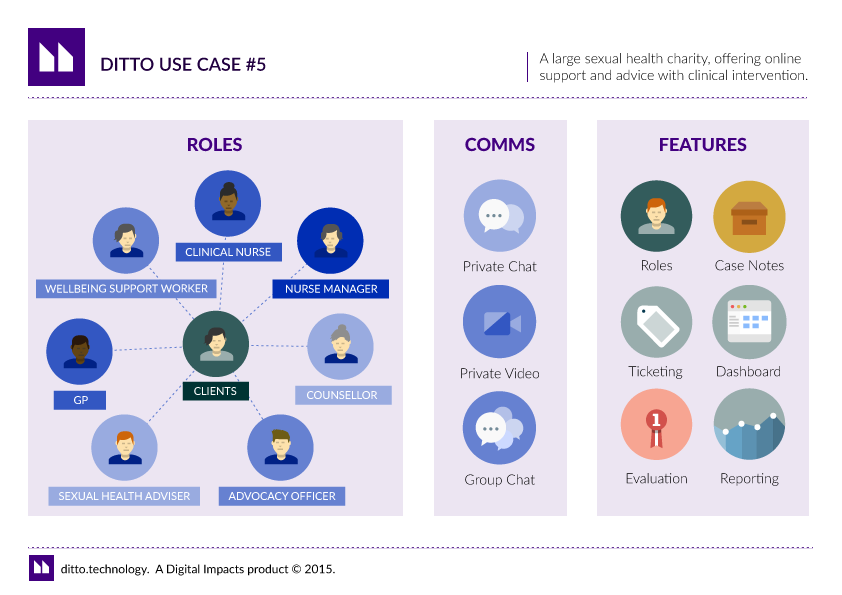 DITTO USE CASE #5
A large sexual health charity, offering online
support and advice with clinical intervention.
ROLES
CLINICAL NURSE
WELLBEING SUPPORT WORKER
NURSE MANAGER
CLIENTS
GP
COUNSELLOR
SEXUAL HEALTH ADVISER
ADVOCACY OFFICER
COMMS
Private Chat
Private Video
Group Chat
FEATURES
Roles
Case Notes
Ticketing
Dashboard
1
Evaluation
Reporting
ditto.technology. A Digital Impacts product © 2015.